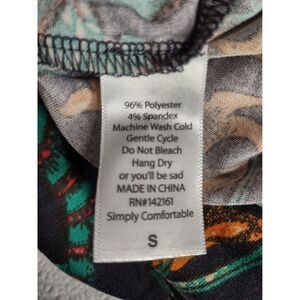 96% Polyester
4% Spandex
Machine Wash Cold
Gentle Cycle
Do Not Bleach
Hang Dry
or you'll be sad
MADE IN CHINA
RN#142161
Simply Comfortable
S